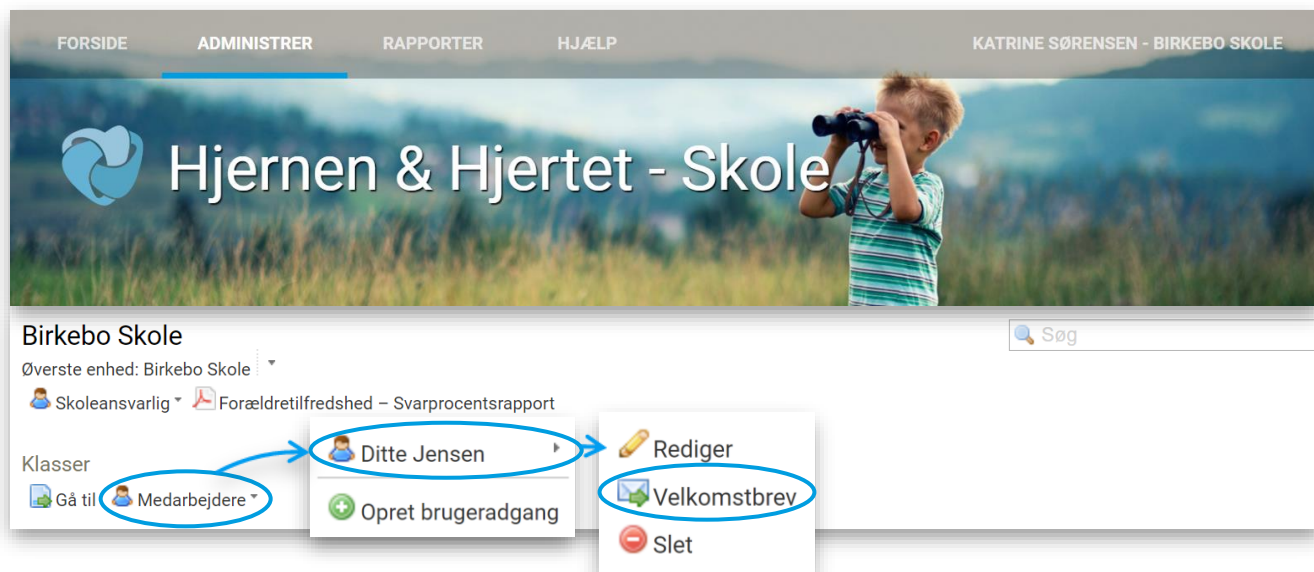 FORSIDE ADMINISTRER RAPPORTER HJÆLP KATRINE SØRENSEN - BIRKEBO SKOLE
Hjernen & Hjertet - Skole
Birkebo Skole
Søg
Øverste enhed: Birkebo Skole
Skoleansvarlig Forældretilfredshed – Svarprocentsrapport
Klasser
Gå til Medarbejdere
Ditte Jensen
Opret brugeradgang
Rediger
Velkomstbrev
Slet